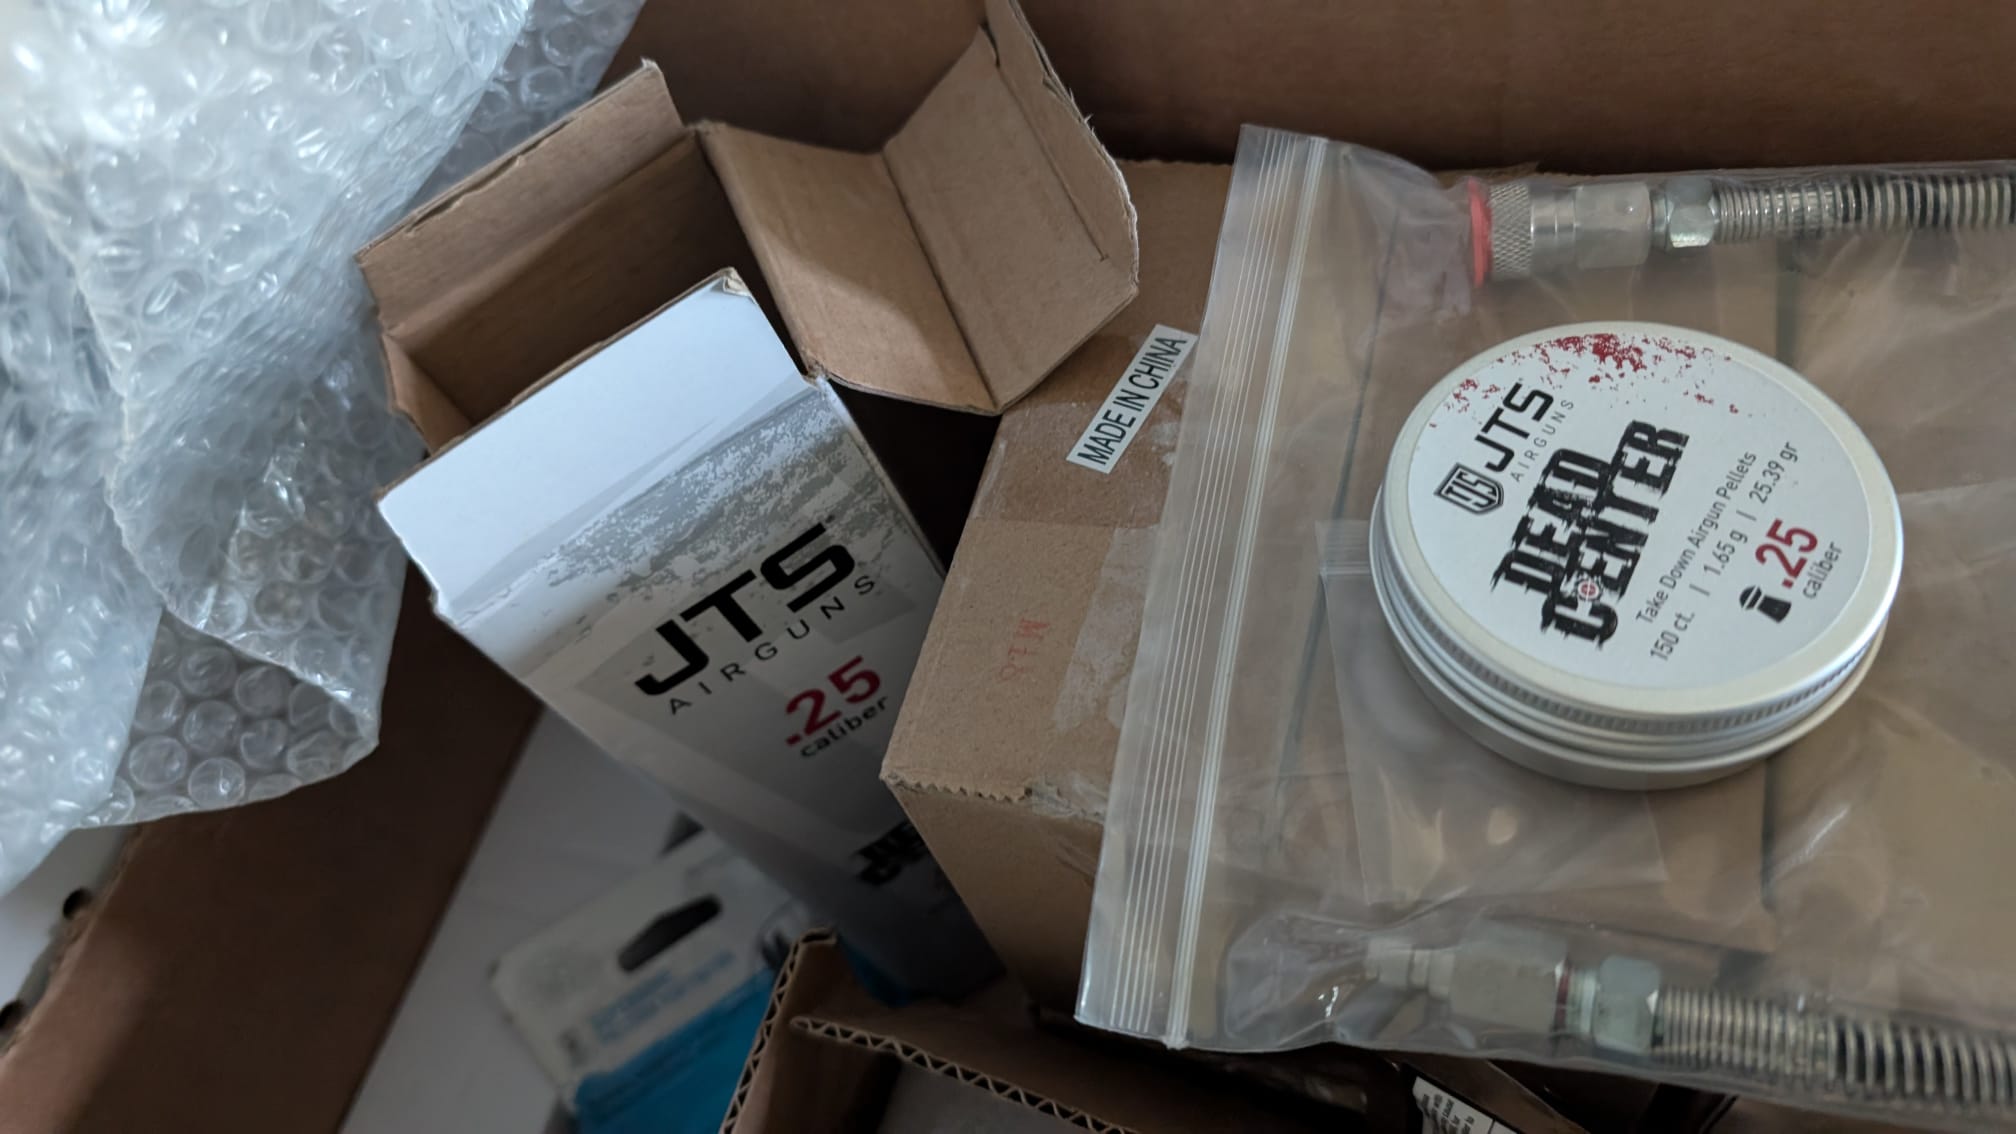 JTS
AIRGUNS
.25
caliber
MADE IN CHINA
JTS
AIRGUNS
DEAD
CENTER
Take Down Airgun Pellets
150 ct. | 1.65 g | 25.39 gr
.25
caliber